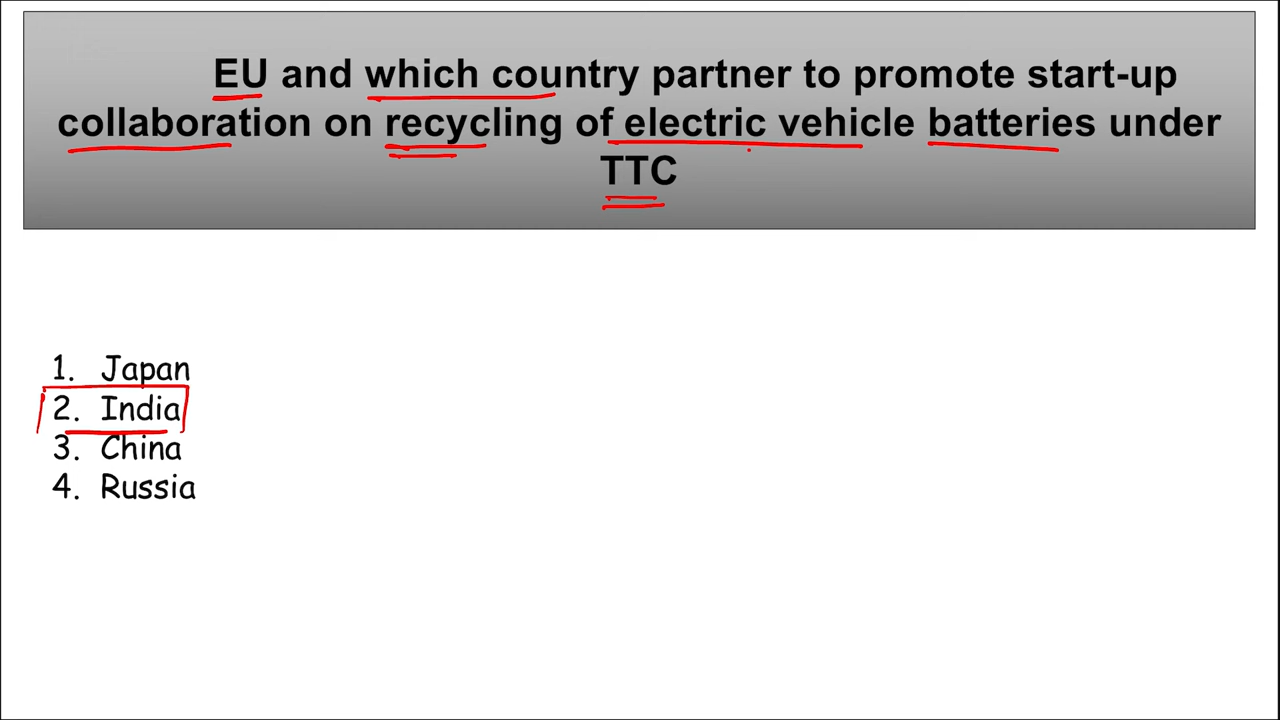 EU and which country partner to promote start-up
collaboration on recycling of electric vehicle batteries under
TTC
1. Japan
2. India
3. China
4. Russia